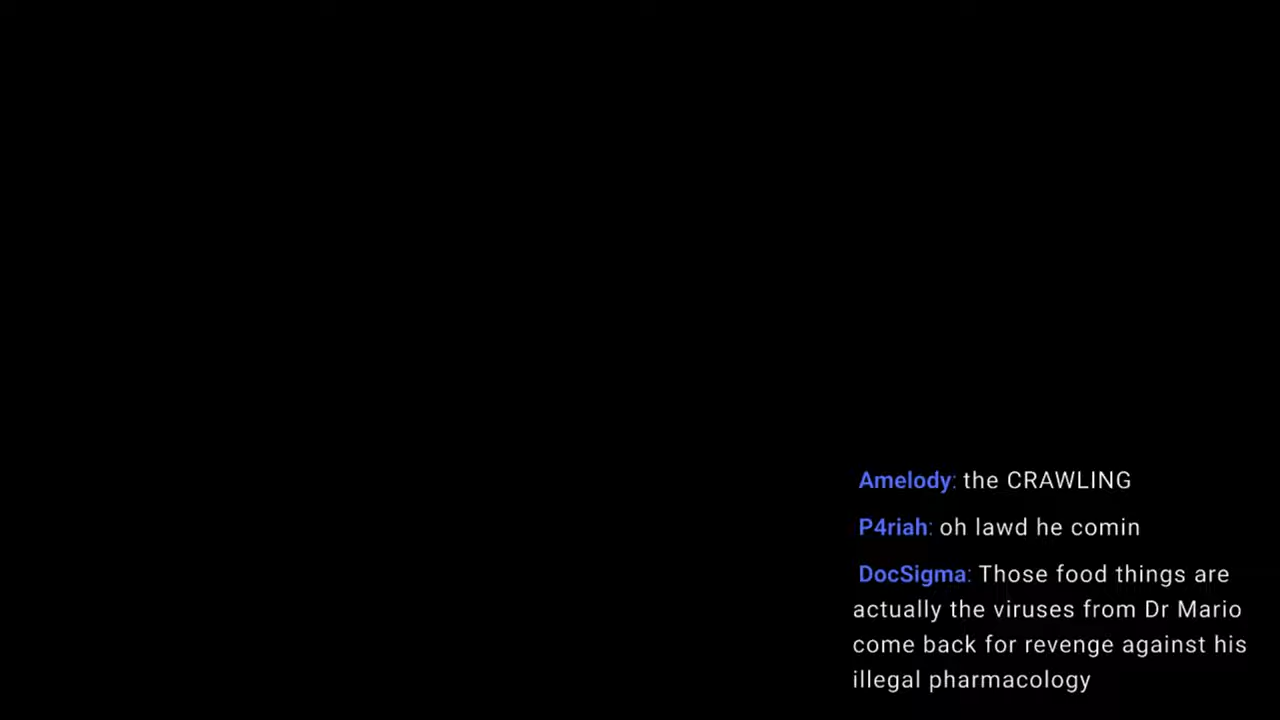 Amelody: the CRAWLING
P4riah: oh lawd he comin
DocSigma: Those food things are
actually the viruses from Dr Mario
come back for revenge against his
illegal pharmacology